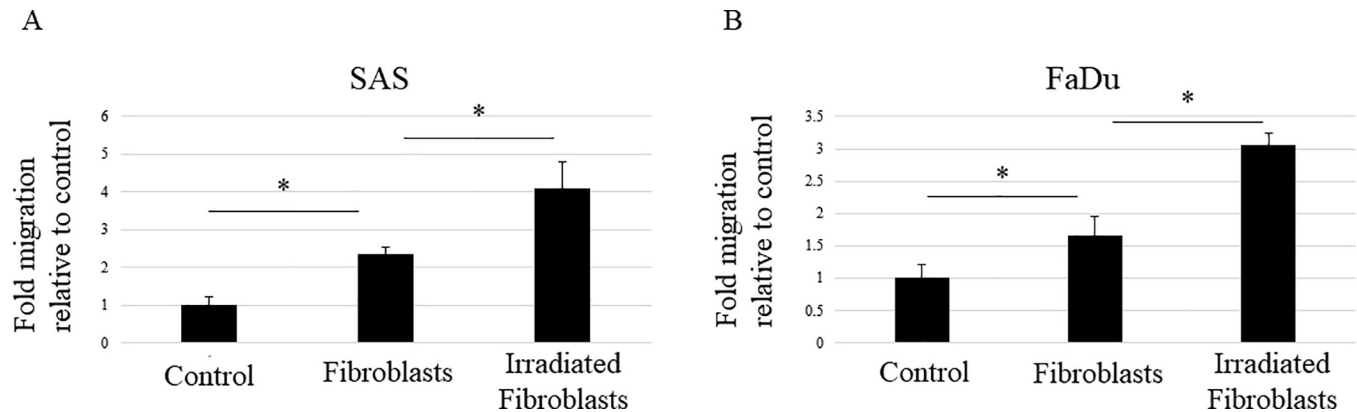 A
SAS
Fold migration
relative to control
6
5
4
3
2
1
0
*
*
Control
Fibroblasts
Irradiated
Fibroblasts
B
FaDu
Fold migration
relative to control
3.5
3
2.5
2
1.5
1
0.5
0
*
*
Control
Fibroblasts
Irradiated
Fibroblasts